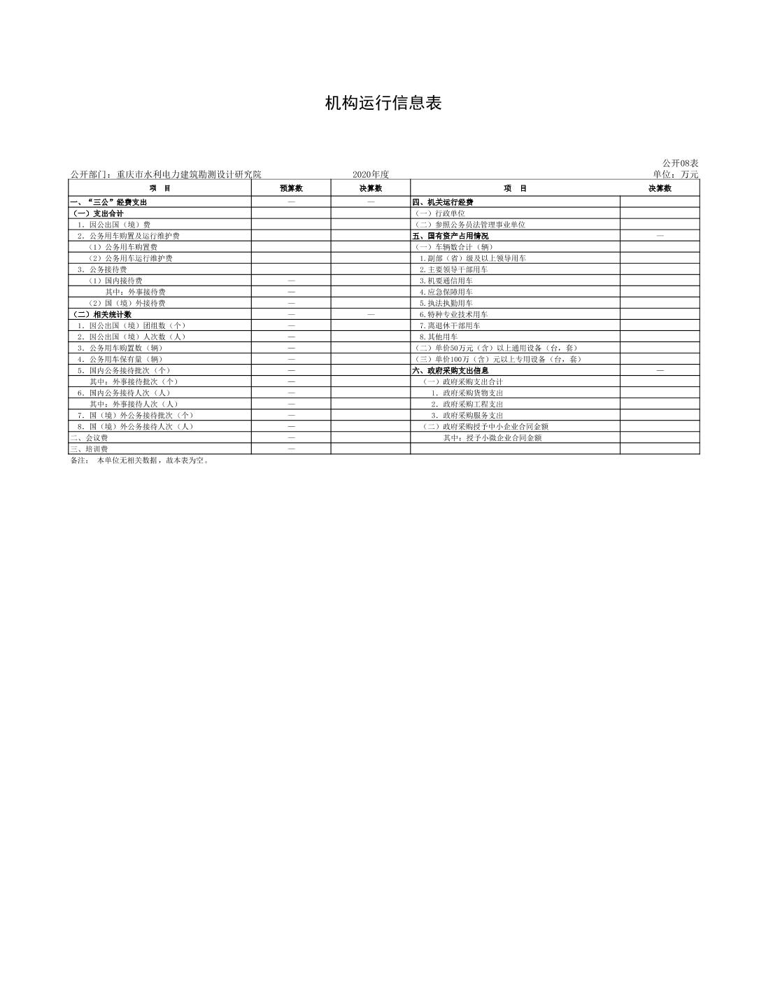 机构运行信息表
公开08表
公开部门：重庆市水利电力建筑勘测设计研究院 2020年度 单位：万元
项 目 预算数 决算数 项 目 决算数
一、“三公”经费支出 — — 四、机关运行经费
（一）支出合计 （一）行政单位
1．因公出国（境）费 （二）参照公务员法管理事业单位
2．公务用车购置及运行维护费 五、国有资产占用情况 —
（1）公务用车购置费 （一）车辆数合计（辆）
（2）公务用车运行维护费 1.副部（省）级及以上领导用车
3．公务接待费 2.主要领导干部用车
（1）国内接待费 — 3.机要通信用车
其中：外事接待费 — 4.应急保障用车
（2）国（境）外接待费 — 5.执法执勤用车
（二）相关统计数 — — 6.特种专业技术用车
1．因公出国（境）团组数（个） — 7.离退休干部用车
2．因公出国（境）人次数（人） — 8.其他用车
3．公务用车购置数（辆） — （二）单价50万元（含）以上通用设备（台，套）
4．公务用车保有量（辆） — （三）单价100万（含）元以上专用设备（台，套）
5．国内公务接待批次（个） — 六、政府采购支出信息 —
其中：外事接待批次（个） — （一）政府采购支出合计
6．国内公务接待人次（人） — 1．政府采购货物支出
其中：外事接待人次（人） — 2．政府采购工程支出
7．国（境）外公务接待批次（个） — 3．政府采购服务支出
8．国（境）外公务接待人次（人） — （二）政府采购授予中小企业合同金额
二、会议费 — 其中：授予小微企业合同金额
三、培训费 —
备注： 本单位无相关数据，故本表为空。